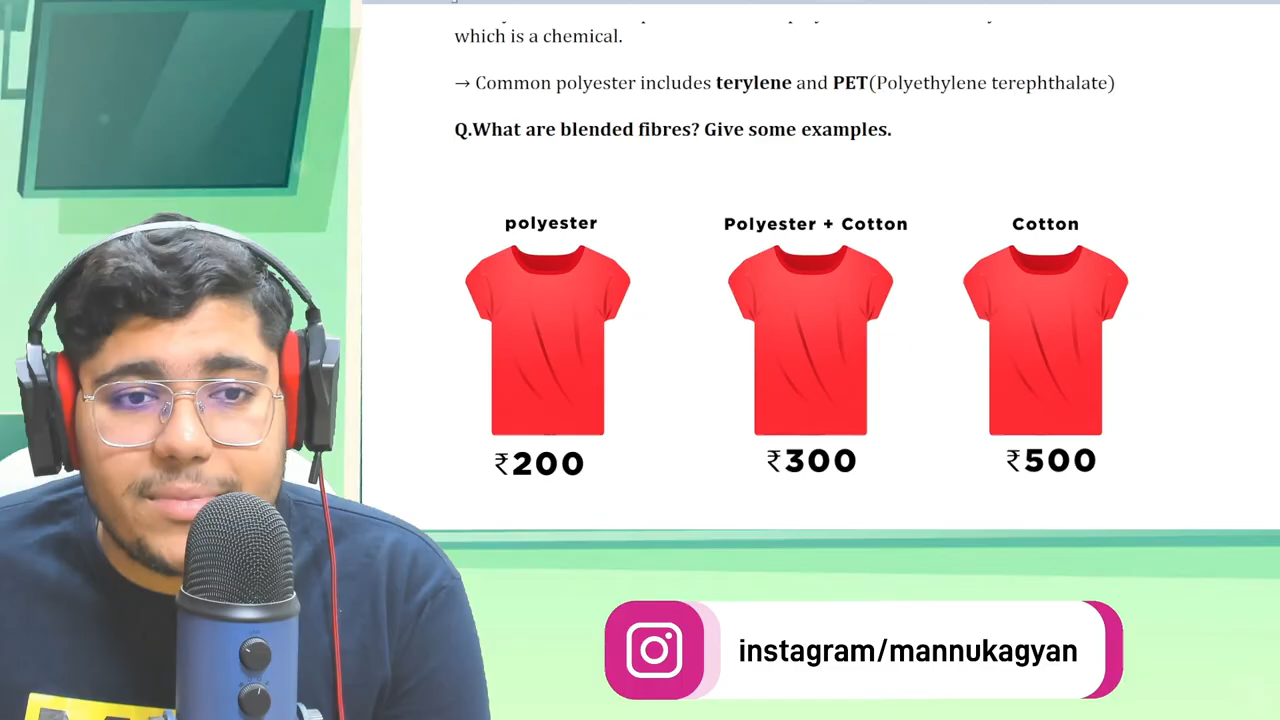 which is a chemical.
→ Common polyester includes terylene and PET(Polyethylene terephthalate)
Q.What are blended fibres? Give some examples.
polyester Polyester + Cotton Cotton
₹200 ₹300 ₹500
instagram/mannukagyan